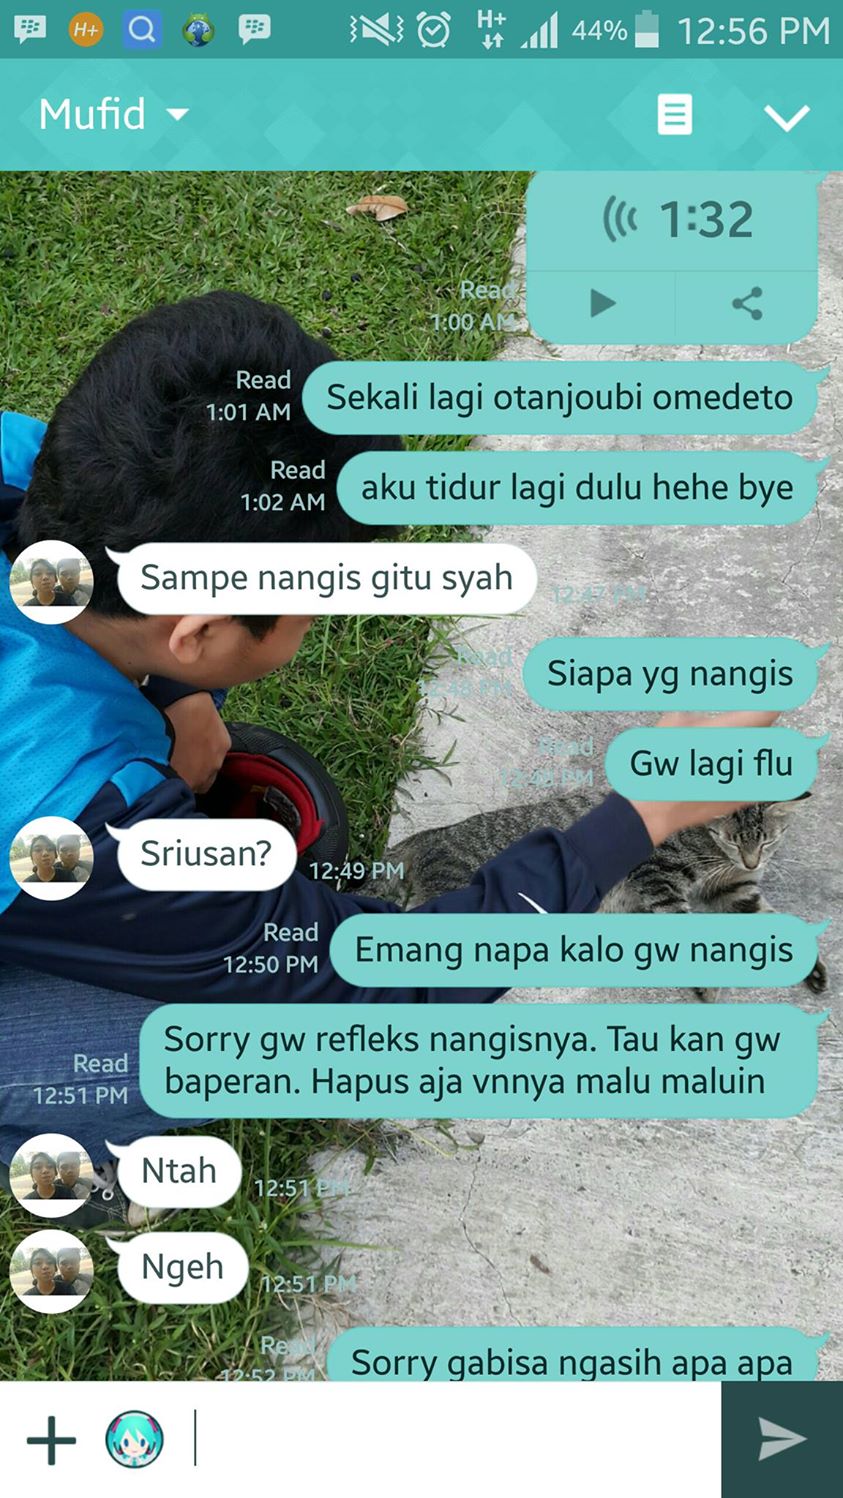 H+
H+
44%
12:56 PM
Mufid
1:32
Read
1:00 AM
Read
1:01 AM
Sekali lagi otanjoubi omedeto
Read
1:02 AM
aku tidur lagi dulu hehe bye
Sampe nangis gitu syah
12:47 PM
Read
12:48 PM
Siapa yg nangis
Read
12:48 PM
Gw lagi flu
Sriusan?
12:49 PM
Read
12:50 PM
Emang napa kalo gw nangis
Sorry gw refleks nangisnya. Tau kan gw
baperan. Hapus aja vnnya malu maluin
Read
12:51 PM
Ntah
12:51 PM
Ngeh
12:51 PM
Read
12:52 PM
Sorry gabisa ngasih apa apa